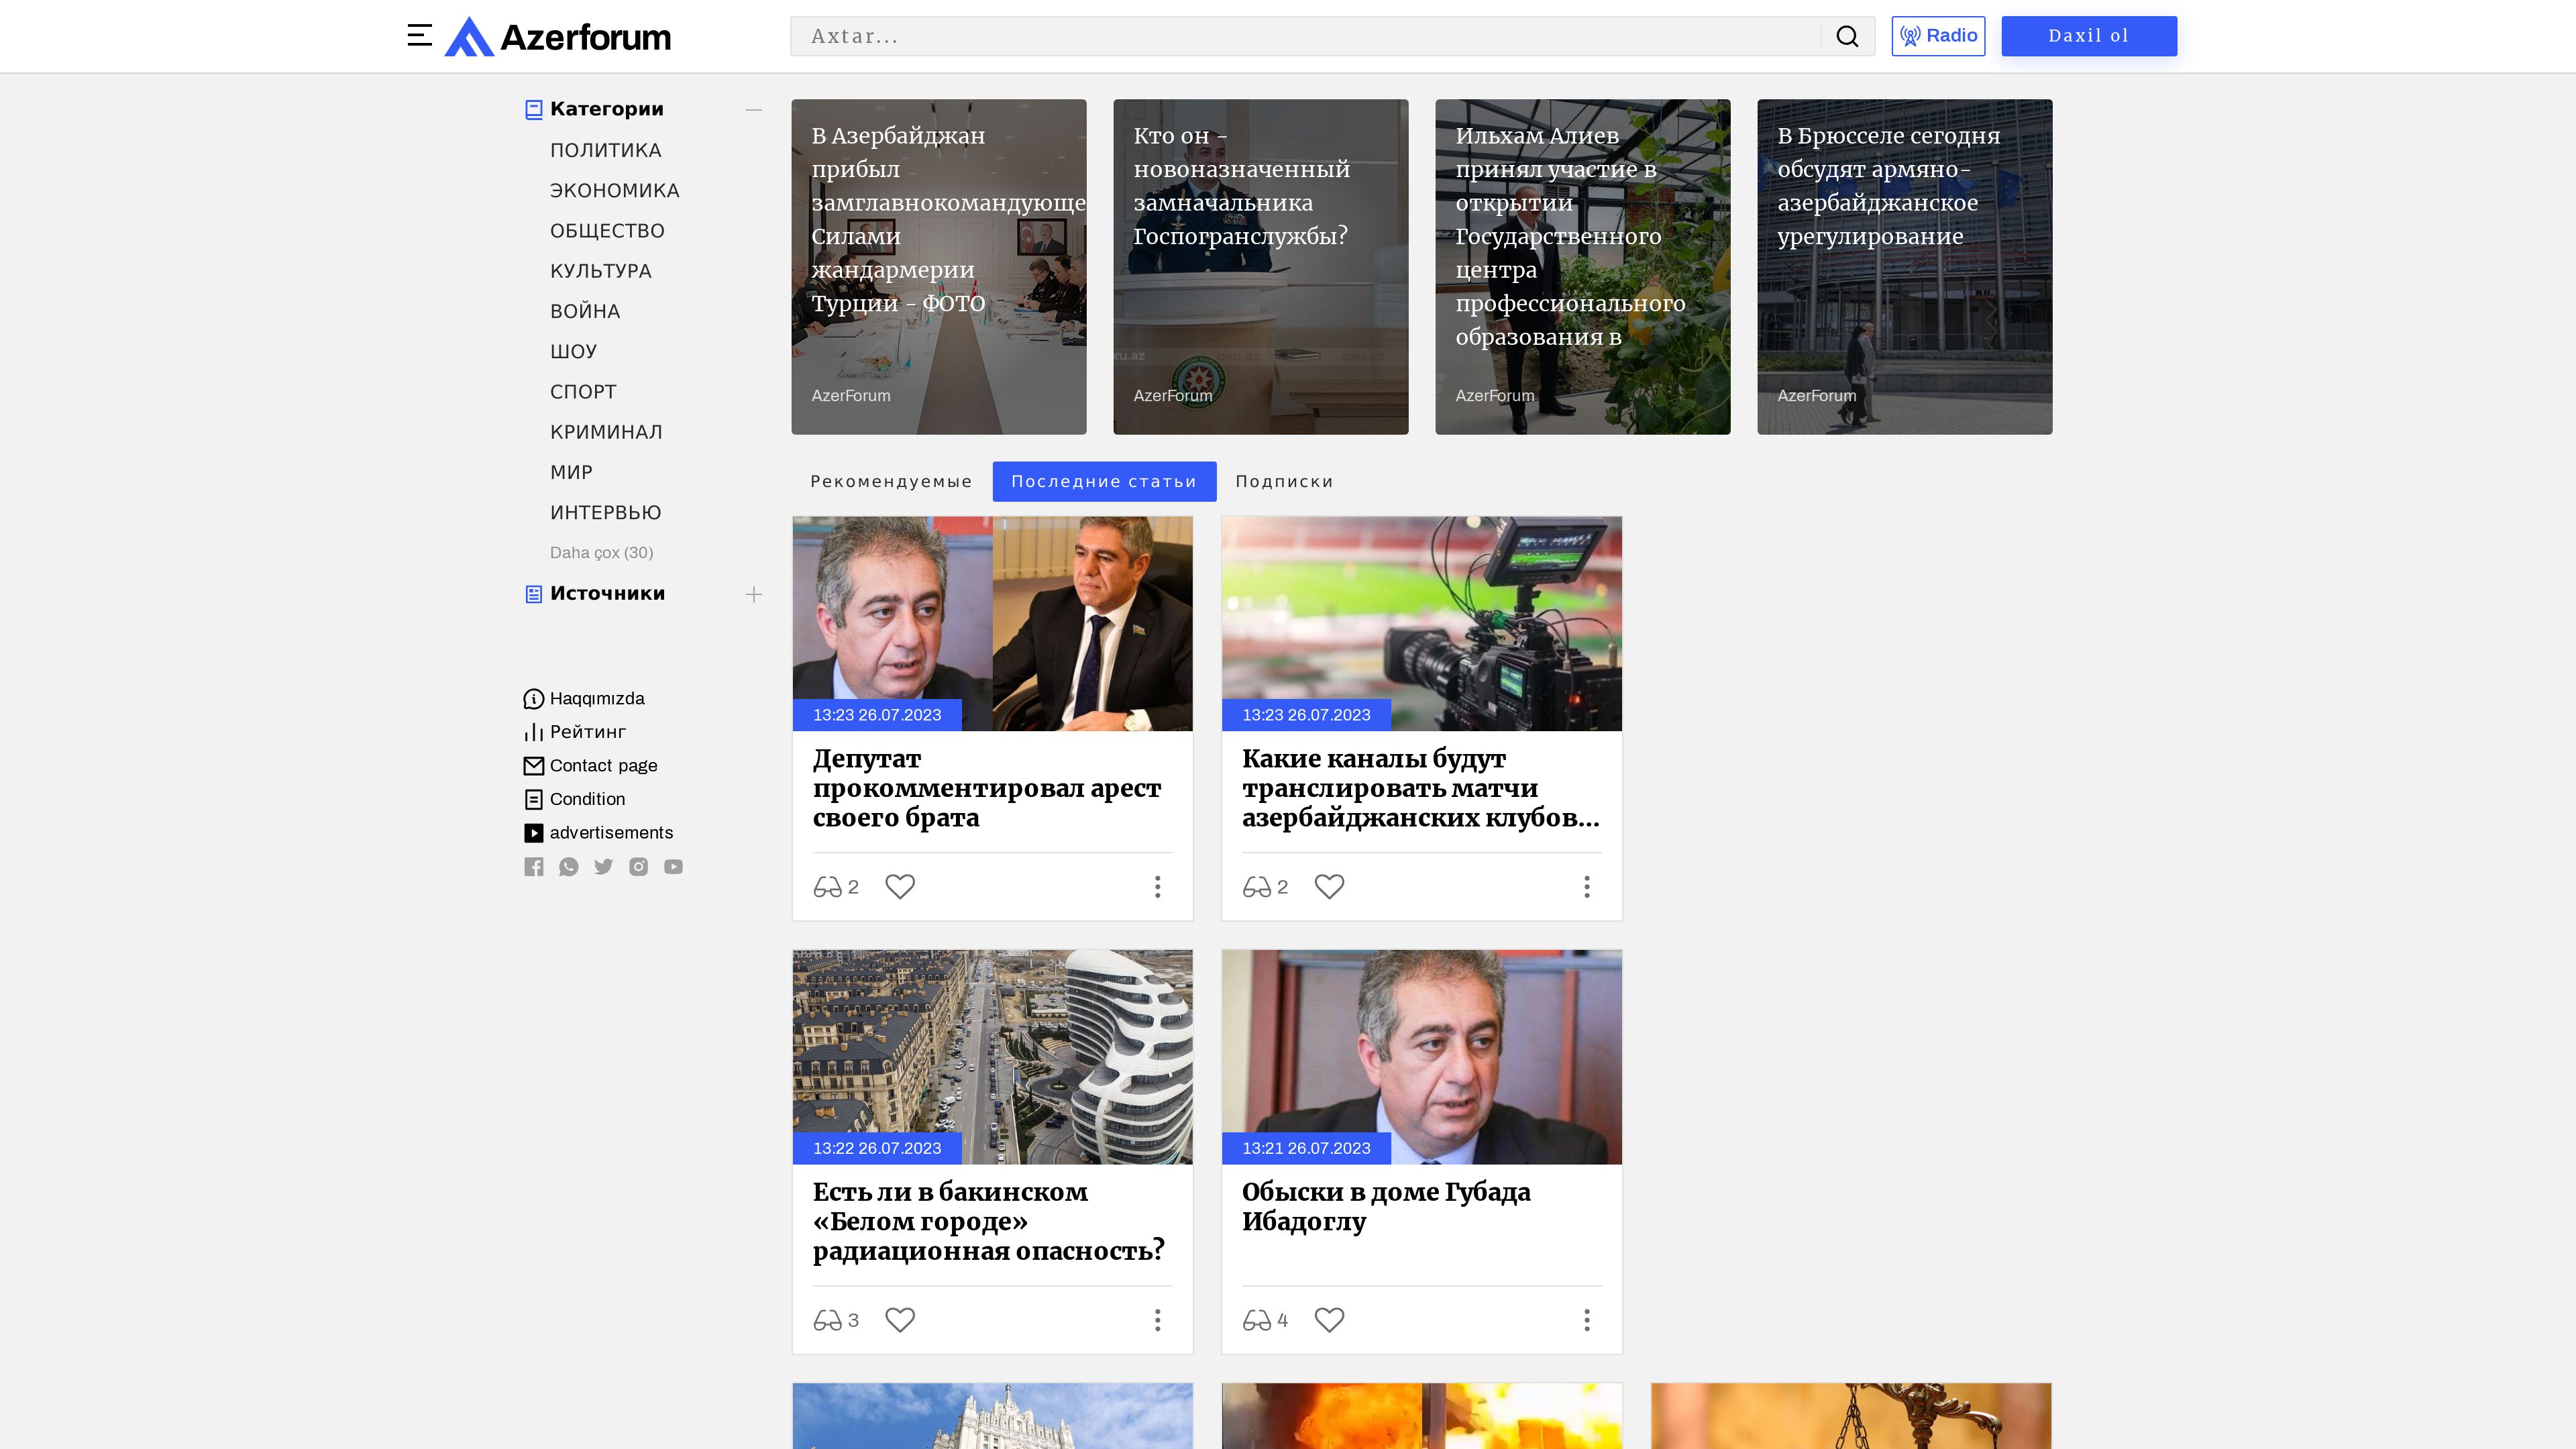 Azerforum
Axtar...
Radio
Daxil ol
Категории
ПОЛИТИКА
ЭКОНОМИКА
ОБЩЕСТВО
КУЛЬТУРА
ВОЙНА
ШОУ
СПОРТ
КРИМИНАЛ
МИР
ИНТЕРВЬЮ
Daha çox (30)
Источники
Haqqımızda
Рейтинг
Contact page
Condition
advertisements
В Азербайджан
прибыл
замглавнокомандующе
Силами
жандармерии
Турции - ФОТО
AzerForum
Кто он -
новоназначенный
замначальника
Госпогранслужбы?
AzerForum
Ильхам Алиев
принял участие в
открытии
Государственного
центра
профессионального
образования в
AzerForum
В Брюсселе сегодня
обсудят армяно-
азербайджанское
урегулирование
AzerForum
Рекомендуемые
Последние статьи
Подписки
13:23 26.07.2023
Депутат
прокомментировал арест
своего брата
2
13:23 26.07.2023
Какие каналы будут
транслировать матчи
азербайджанских клубов...
2
13:22 26.07.2023
Есть ли в бакинском
«Белом городе»
радиационная опасность?
3
13:21 26.07.2023
Обыски в доме Губада
Ибадоглу
4